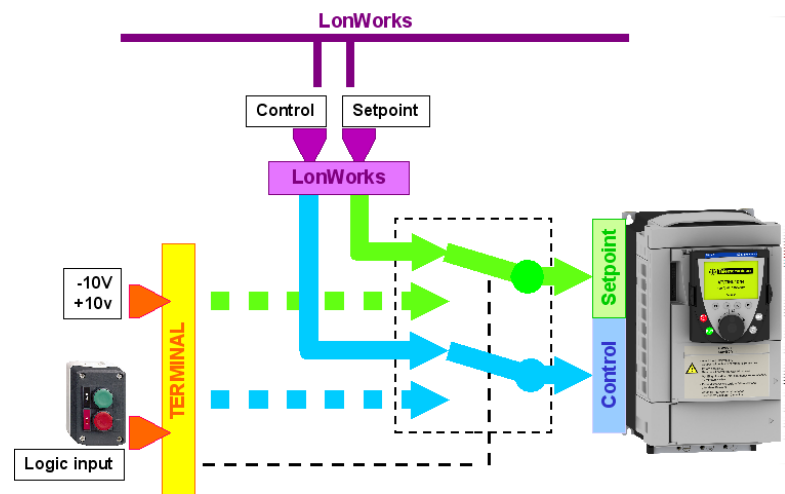 LonWorks
Control
Setpoint
LonWorks
-10V
+10v
TERMINAL
Setpoint
Control
Logic input